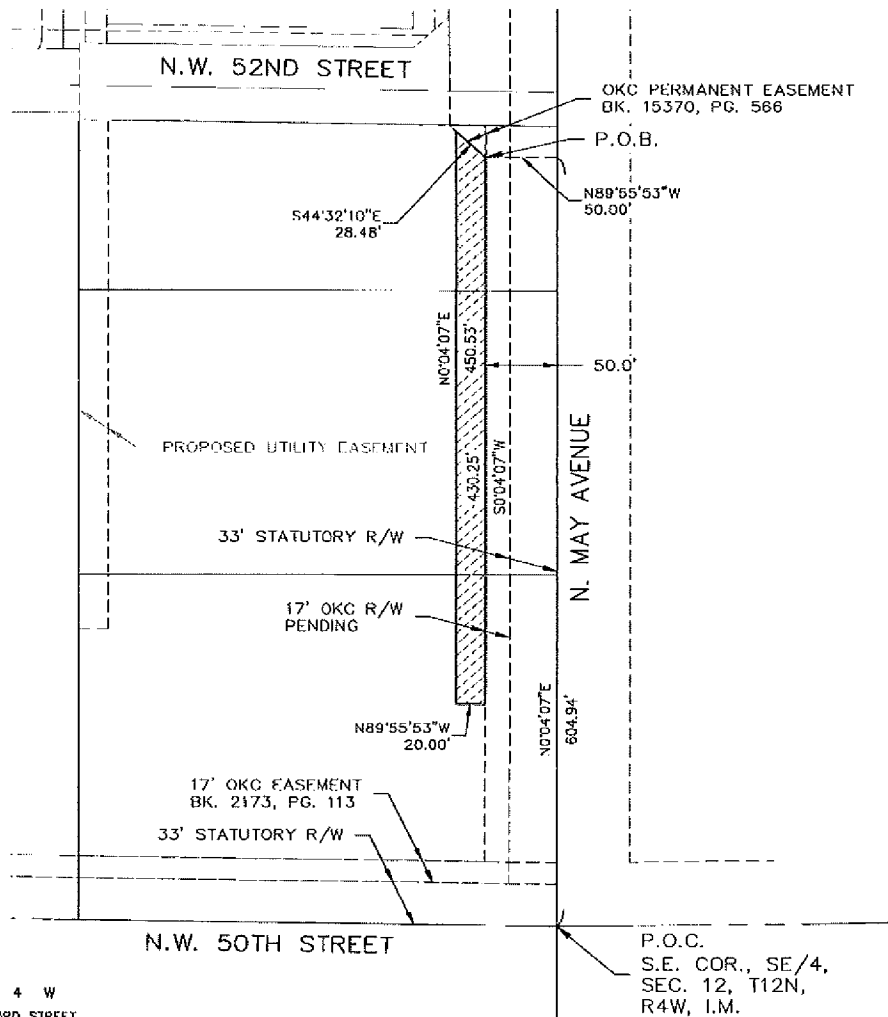 N.W. 52ND STREET
OKC PERMANENT EASEMENT
BK. 15370, PG. 566
P.O.B.
N89°55'53"W
50.00'
S44°32'10"E
28.48'
N0°04'07"E
450.53'
50.0'
PROPOSED UTILITY EASEMENT
430.25'
S0°04'07"W
N. MAY AVENUE
33' STATUTORY R/W
17' OKC R/W
PENDING
N0°04'07"E
604.94'
N89°55'53"W
20.00'
17' OKC EASEMENT
BK. 2173, PG. 113
33' STATUTORY R/W
N.W. 50TH STREET
P.O.C.
S.E. COR., SE/4,
SEC. 12, T12N,
R4W, I.M.
4 W
STREET